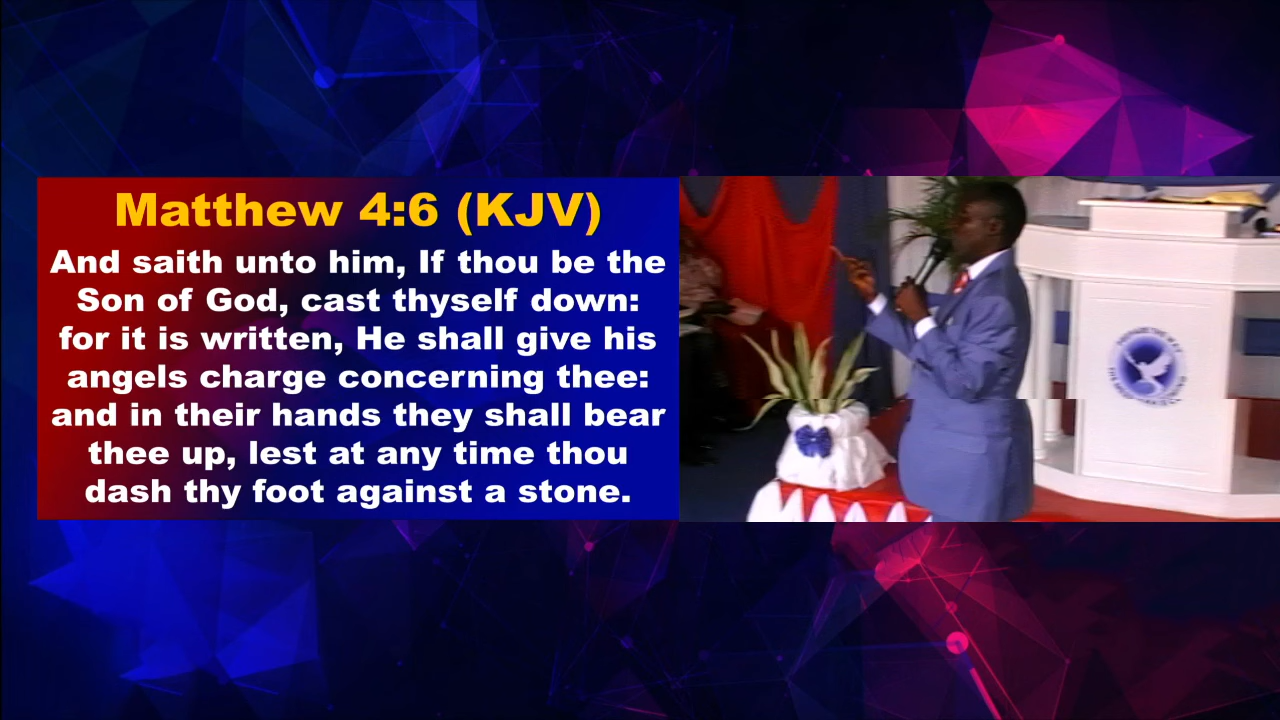 Matthew 4:6 (KJV)
And saith unto him, If thou be the
Son of God, cast thyself down:
for it is written, He shall give his
angels charge concerning thee:
and in their hands they shall bear
thee up, lest at any time thou
dash thy foot against a stone.